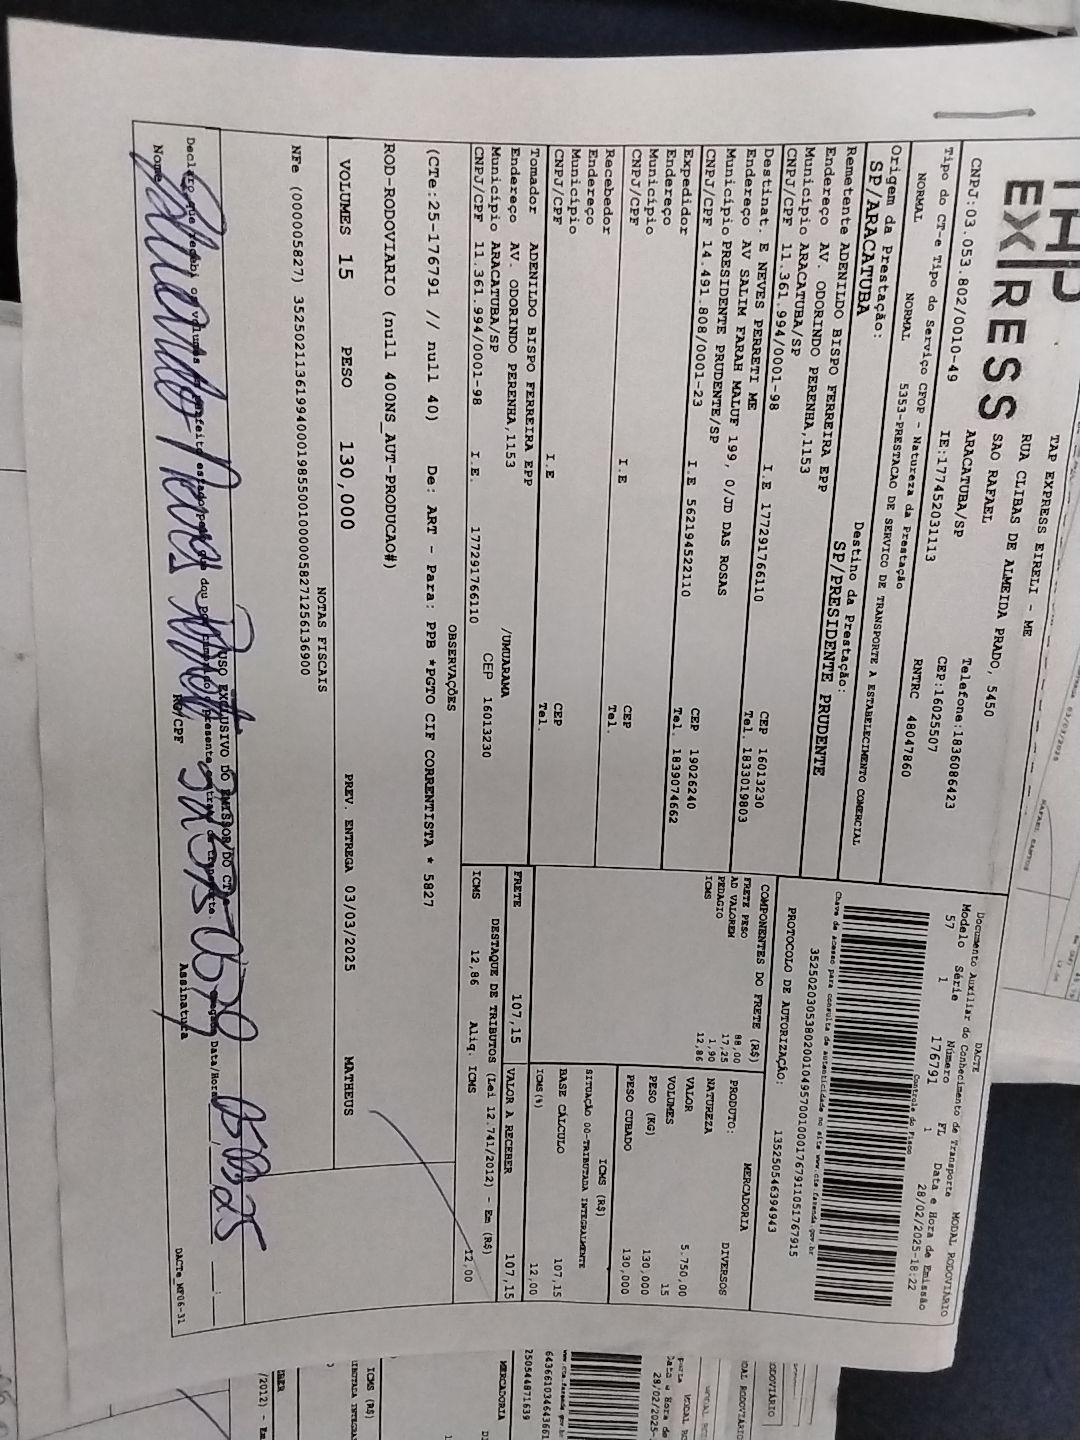 EXPRESS
TAP EXPRESS EIRELI - ME
RUA CLIBAS DE ALMEIDA PRADO, 5450
SAO RAFAEL
ARACATUBA/SP
Telefone:1836086423
CNPJ:03.053.802/0010-49
IE:177452031113
CEP:16025507
Tipo do CT-e Tipo do Serviço CFOP - Natureza da Prestação
RNTRC 48047860
NORMAL NORMAL 5353-PRESTACAO DE SERVICO DE TRANSPORTE A ESTABELECIMENTO COMERCIAL
Origem da Prestação:
SP/ARACATUBA
Destino da Prestação:
SP/PRESIDENTE PRUDENTE
DACTE
Documento Auxiliar do Conhecimento de Transporte
MODAL RODOVIÁRIO
Modelo Série Número FL Data e Hora de Emissão
57 1 176791 1 28/02/2025-18:22
Controle do Fisco
Chave de acesso para consulta de autenticidade no site www.cte.fazenda.gov.br
35250203053802001049570010001767911051767915
PROTOCOLO DE AUTORIZAÇÃO: 135250546394943
Remetente ADENILDO BISPO FERREIRA EPP
Endereço AV. ODORINDO PERENHA,1153
Município ARACATUBA/SP CEP 16013230
CNPJ/CPF 11.361.994/0001-98 I.E 177291766110 Tel. 1833019803
Destinat. E NEVES PERRETI ME
Endereço AV SALIM FARAH MALUF 199, 0/JD DAS ROSAS
Município PRESIDENTE PRUDENTE/SP CEP 19026240
CNPJ/CPF 14.491.808/0001-23 I.E 562194522110 Tel. 1839074662
Expedidor
Endereço
Município CEP
CNPJ/CPF I.E Tel.
Recebedor
Endereço
Município CEP
CNPJ/CPF I.E Tel.
Tomador ADENILDO BISPO FERREIRA EPP
Endereço AV. ODORINDO PERENHA,1153 /UMUARAMA
Município ARACATUBA/SP CEP 16013230
CNPJ/CPF 11.361.994/0001-98 I.E. 177291766110
COMPONENTES DO FRETE (R$)
FRETE PESO 88,00
AD VALOREM 17,25
PEDAGIO 1,90
ICMS 12,86
FRETE 107,15
MERCADORIA
PRODUTO: DIVERSOS
NATUREZA
VALOR 5.750,00
VOLUMES 15
PESO (KG) 130,000
PESO CUBADO 130,000
ICMS (R$)
SITUAÇÃO 00-TRIBUTADA INTEGRALMENTE
BASE CÁLCULO 107,15
ICMS(%) 12,00
VALOR A RECEBER 107,15
DESTAQUE DE TRIBUTOS (Lei 12.741/2012) - Em (R$)
ICMS 12,86 Aliq. ICMS 12,00
OBSERVAÇÕES
(CTe:25-176791 // null 40) De: ART - Para: PPB *PGTO CIF CORRENTISTA * 5827
ROD-RODOVIARIO (null 400NS_AUT-PRODUCAO#)
VOLUMES 15 PESO 130,000 PREV. ENTREGA 03/03/2025 MATHEUS
NOTAS FISCAIS
NFe (000005827) 35250211361994000198550010000058271256136900
USO EXCLUSIVO DO EMISSOR DO CT-e
Declaro que recebi os volumes perfeito estado
Nome RG/CPF Assinatura Data/Hora
DACTe_MF06-31